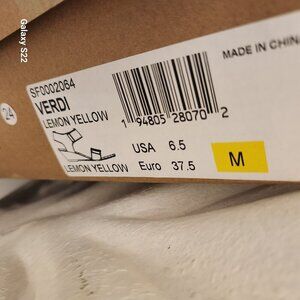 Galaxy S22
24
SF0002064
VERDI
LEMON YELLOW
MADE IN CHINA
1 94805 28070 2
LEMON YELLOW
USA 6.5
Euro 37.5
M